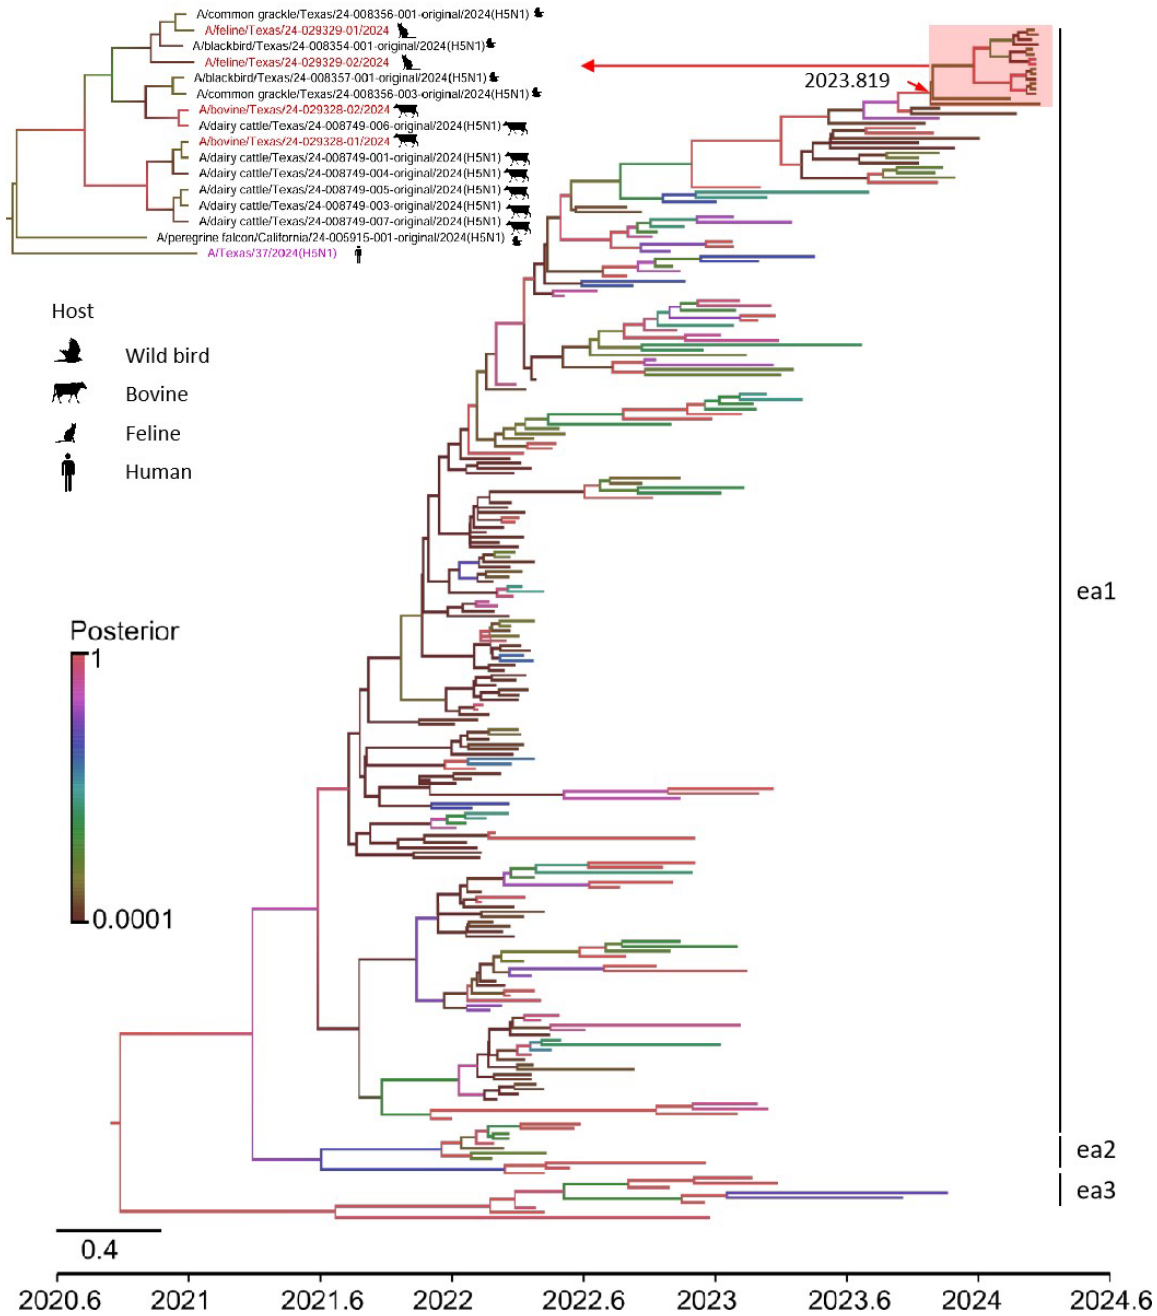 A/common grackle/Texas/24-008356-001-original/2024(H5N1)
A/feline/Texas/24-029329-01/2024
A/blackbird/Texas/24-008354-001-original/2024(H5N1)
A/feline/Texas/24-029329-02/2024
A/blackbird/Texas/24-008357-001-original/2024(H5N1)
A/common grackle/Texas/24-008356-003-original/2024(H5N1)
A/bovine/Texas/24-029328-02/2024
A/dairy cattle/Texas/24-008749-006-original/2024(H5N1)
A/bovine/Texas/24-029328-01/2024
A/dairy cattle/Texas/24-008749-001-original/2024(H5N1)
A/dairy cattle/Texas/24-008749-004-original/2024(H5N1)
A/dairy cattle/Texas/24-008749-005-original/2024(H5N1)
A/dairy cattle/Texas/24-008749-003-original/2024(H5N1)
A/dairy cattle/Texas/24-008749-007-original/2024(H5N1)
A/peregrine falcon/California/24-005915-001-original/2024(H5N1)
A/Texas/37/2024(H5N1)
2023.819
Host
Wild bird
Bovine
Feline
Human
Posterior
1
0.0001
ea1
ea2
ea3
0.4
2020.6 2021 2021.6 2022 2022.6 2023 2023.6 2024 2024.6